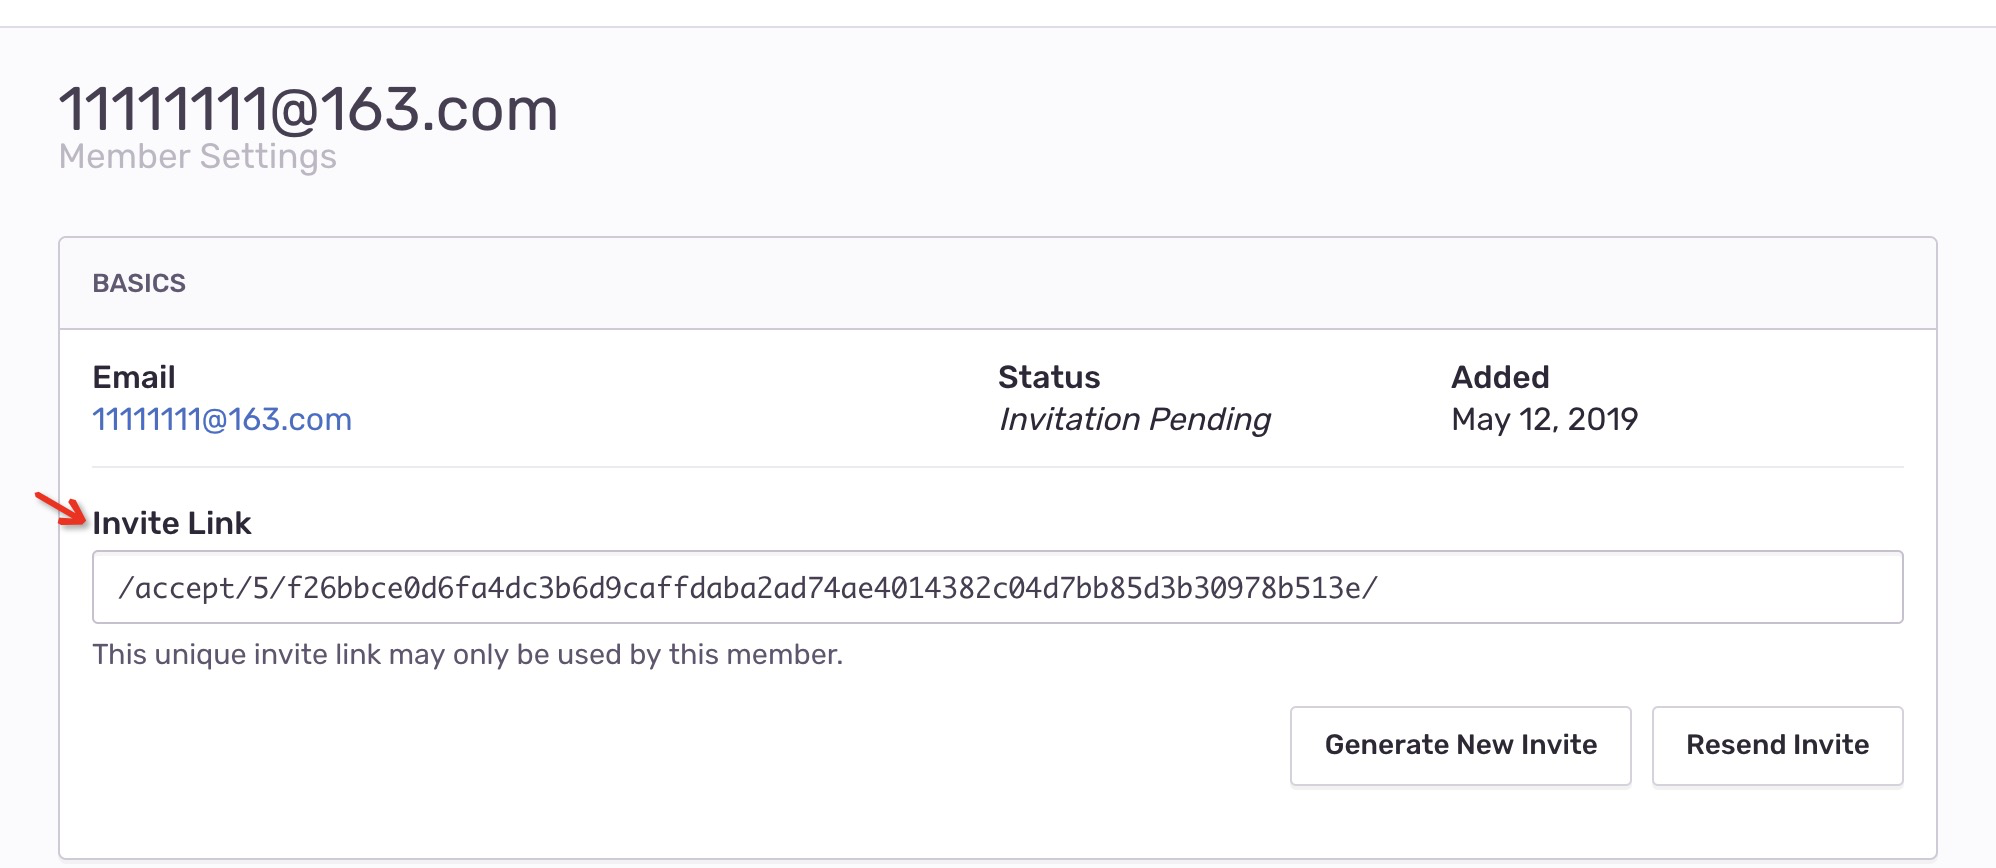 11111111@163.com
Member Settings
BASICS
Email
Status
Added
11111111@163.com
Invitation Pending
May 12, 2019
Invite Link
/accept/5/f26bbce0d6fa4dc3b6d9caffdaba2ad74ae4014382c04d7bb85d3b30978b513e/
This unique invite link may only be used by this member.
Generate New Invite
Resend Invite